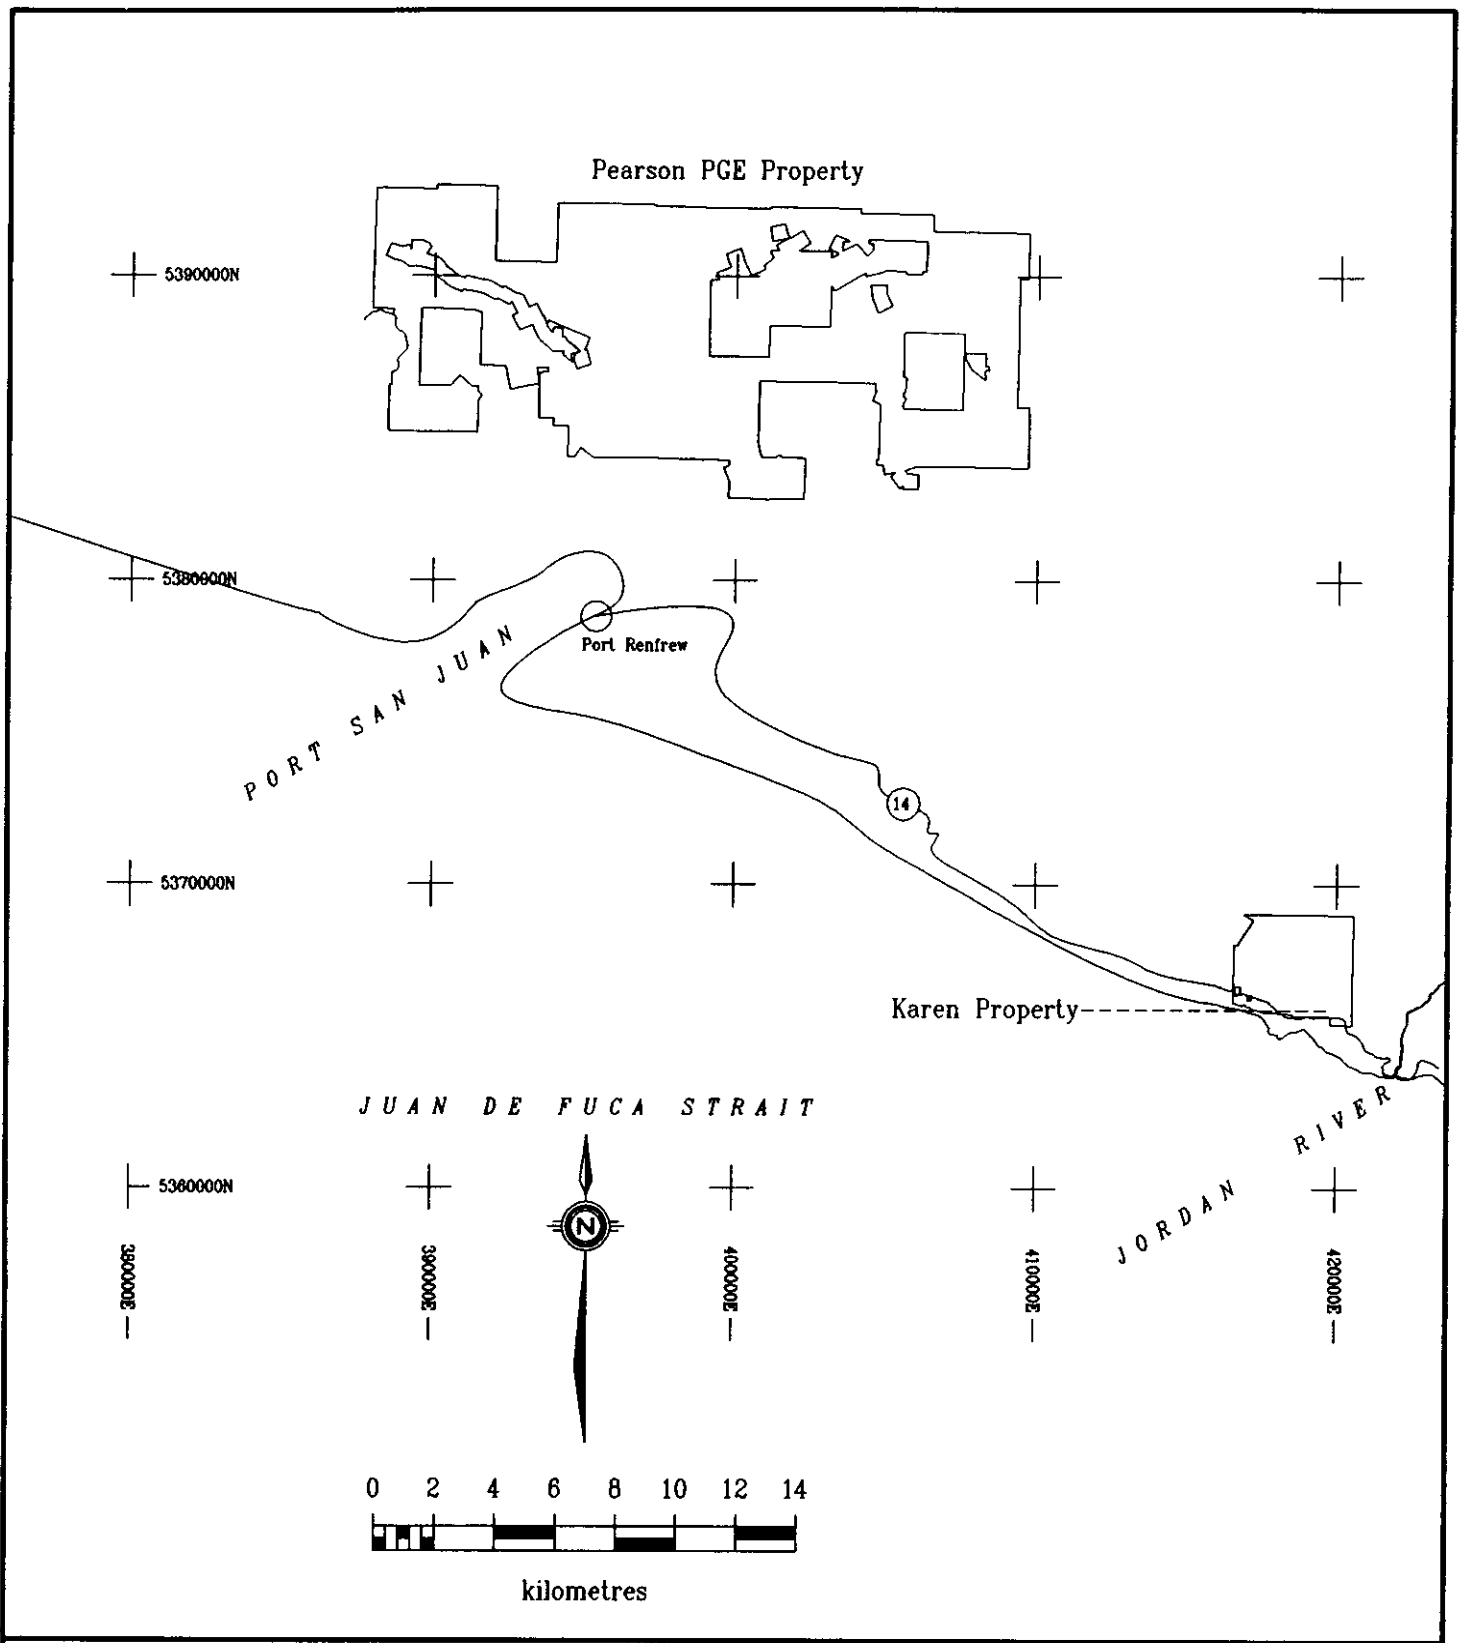 Pearson PGE Property
5390000N
5380000N
Port Renfrew
PORT SAN JUAN
14
5370000N
Karen Property
JUAN DE FUCA STRAIT
JORDAN RIVER
5360000N
N
380000E
390000E
400000E
410000E
420000E
0 2 4 6 8 10 12 14
kilometres